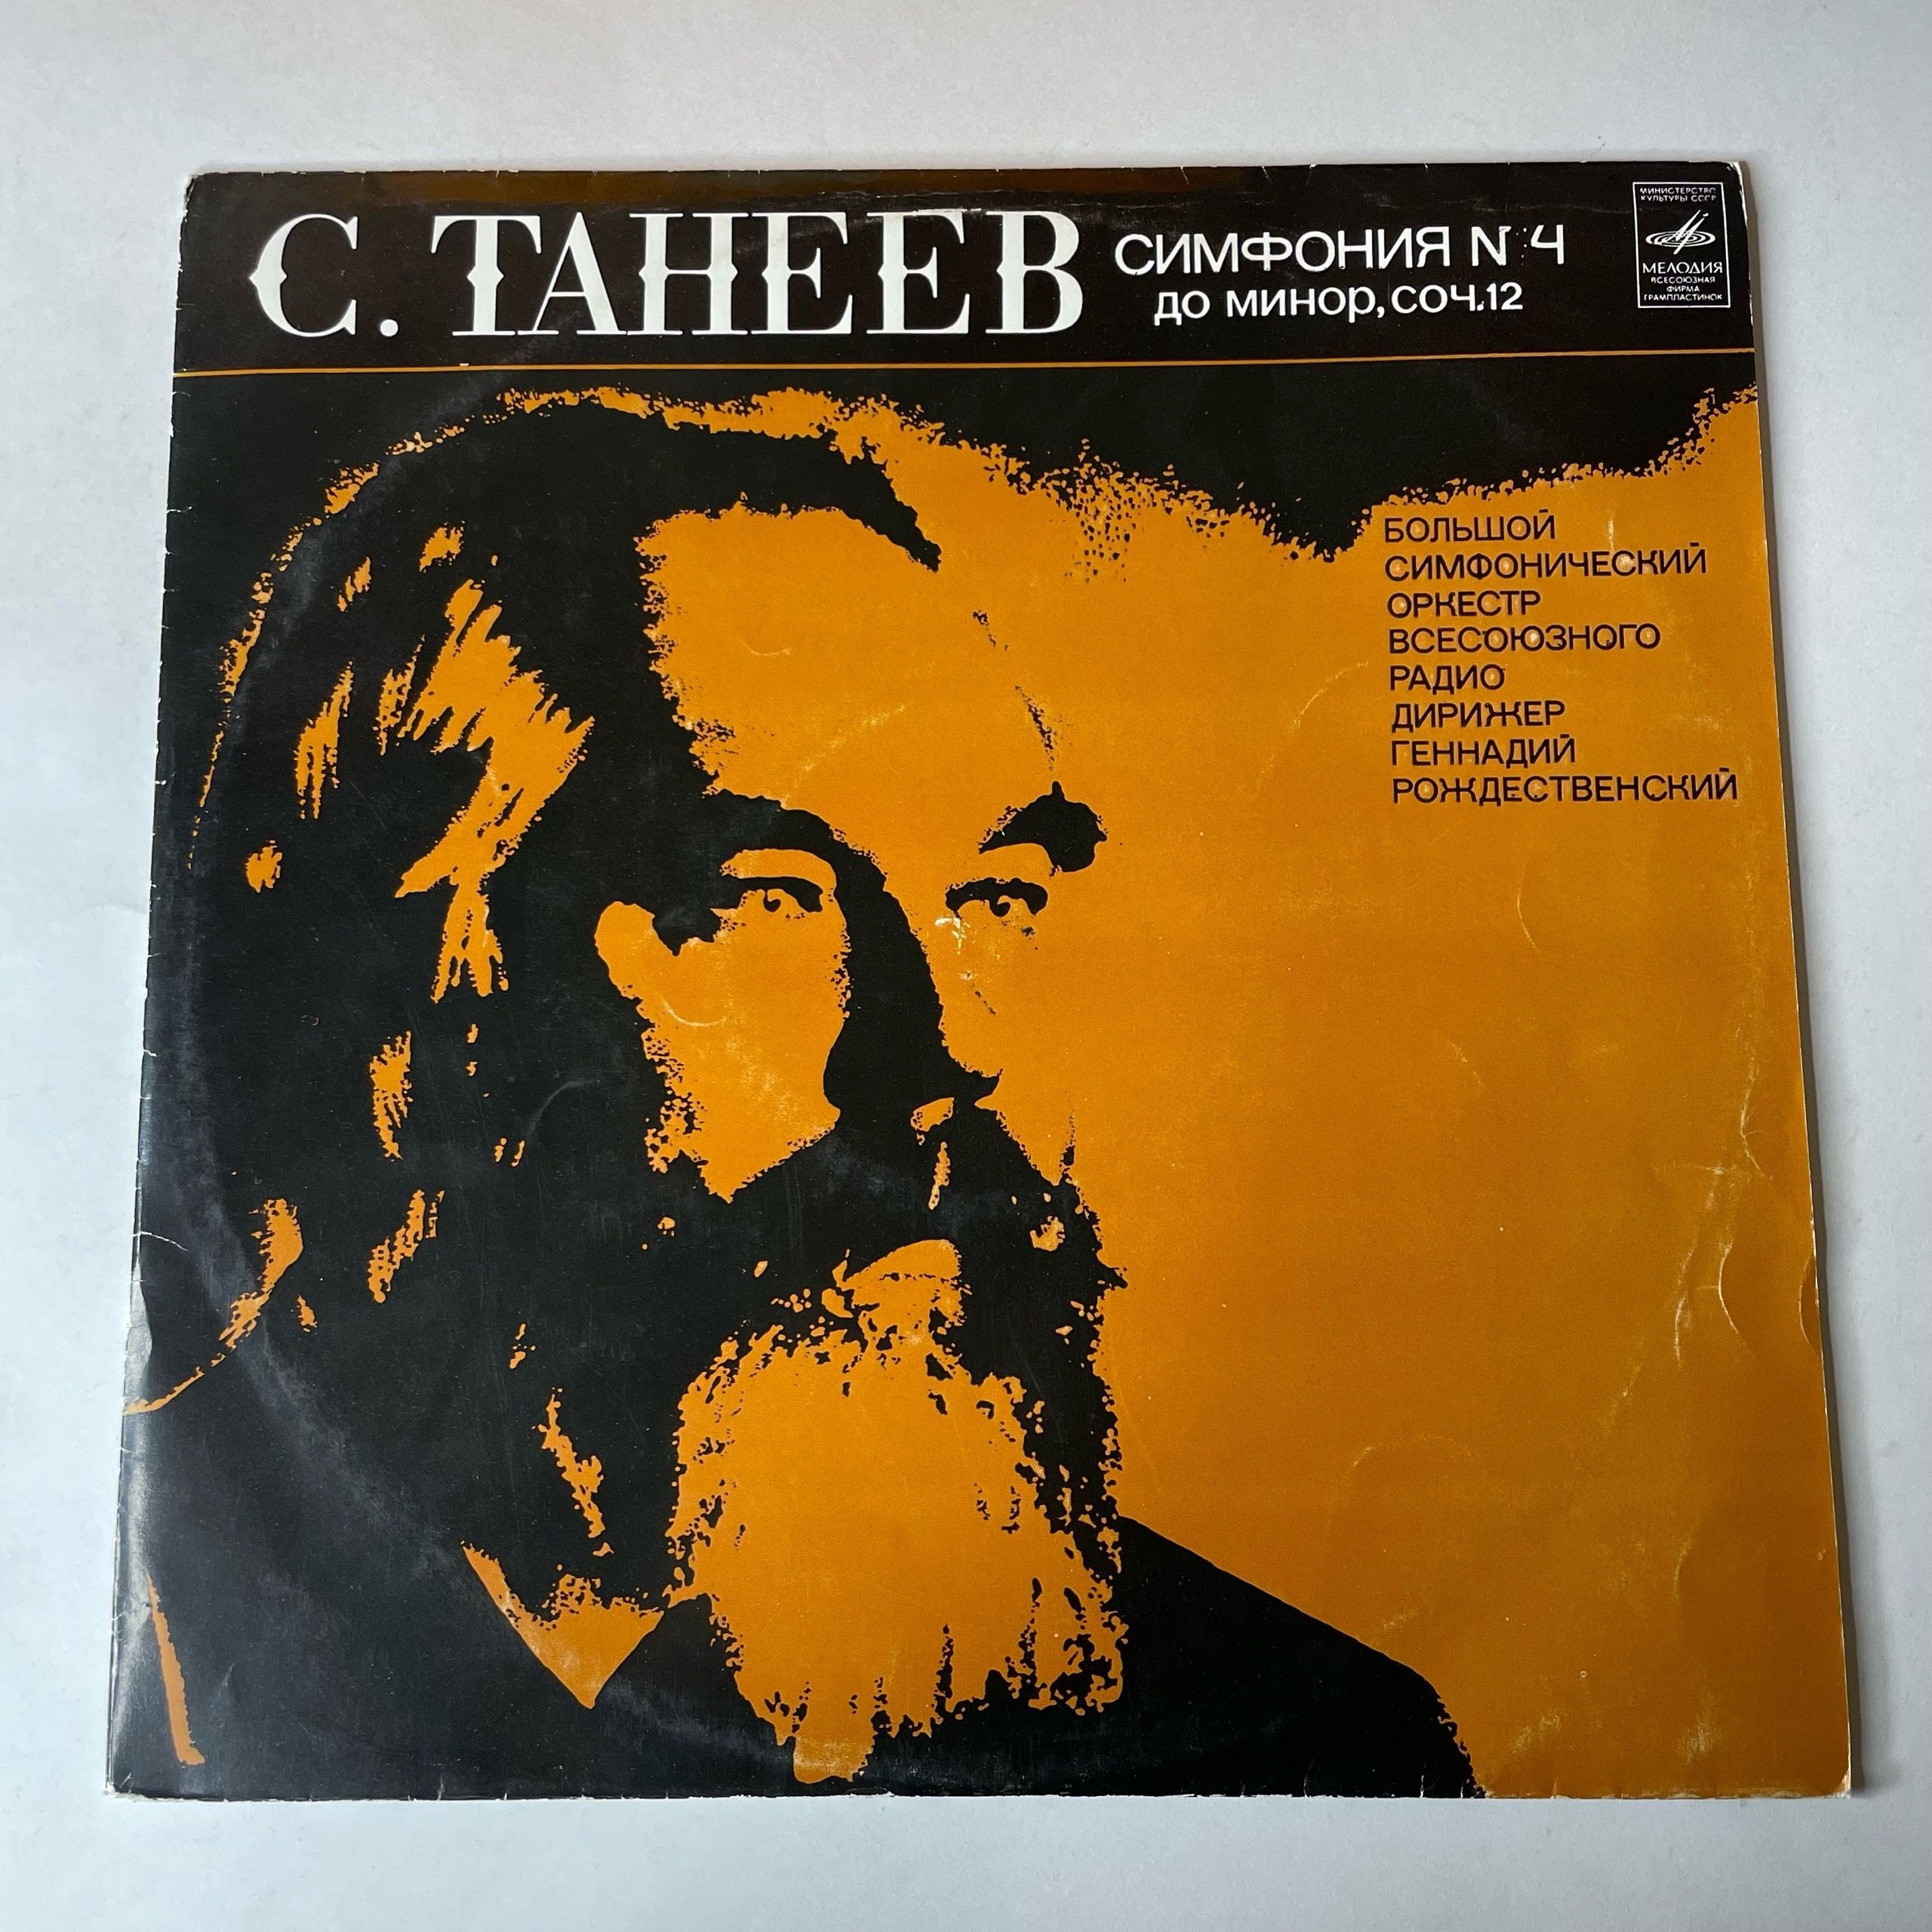 С. ТАНЕЕВ
СИМФОНИЯ N 4
ДО МИНОР, СОЧ.12
МИНИСТЕРСТВО
КУЛЬТУРЫ СССР
МЕЛОДИЯ
ВСЕСОЮЗНАЯ
ФИРМА
ГРАМПЛАСТИНОК
БОЛЬШОЙ
СИМФОНИЧЕСКИЙ
ОРКЕСТР
ВСЕСОЮЗНОГО
РАДИО
ДИРИЖЕР
ГЕННАДИЙ
РОЖДЕСТВЕНСКИЙ